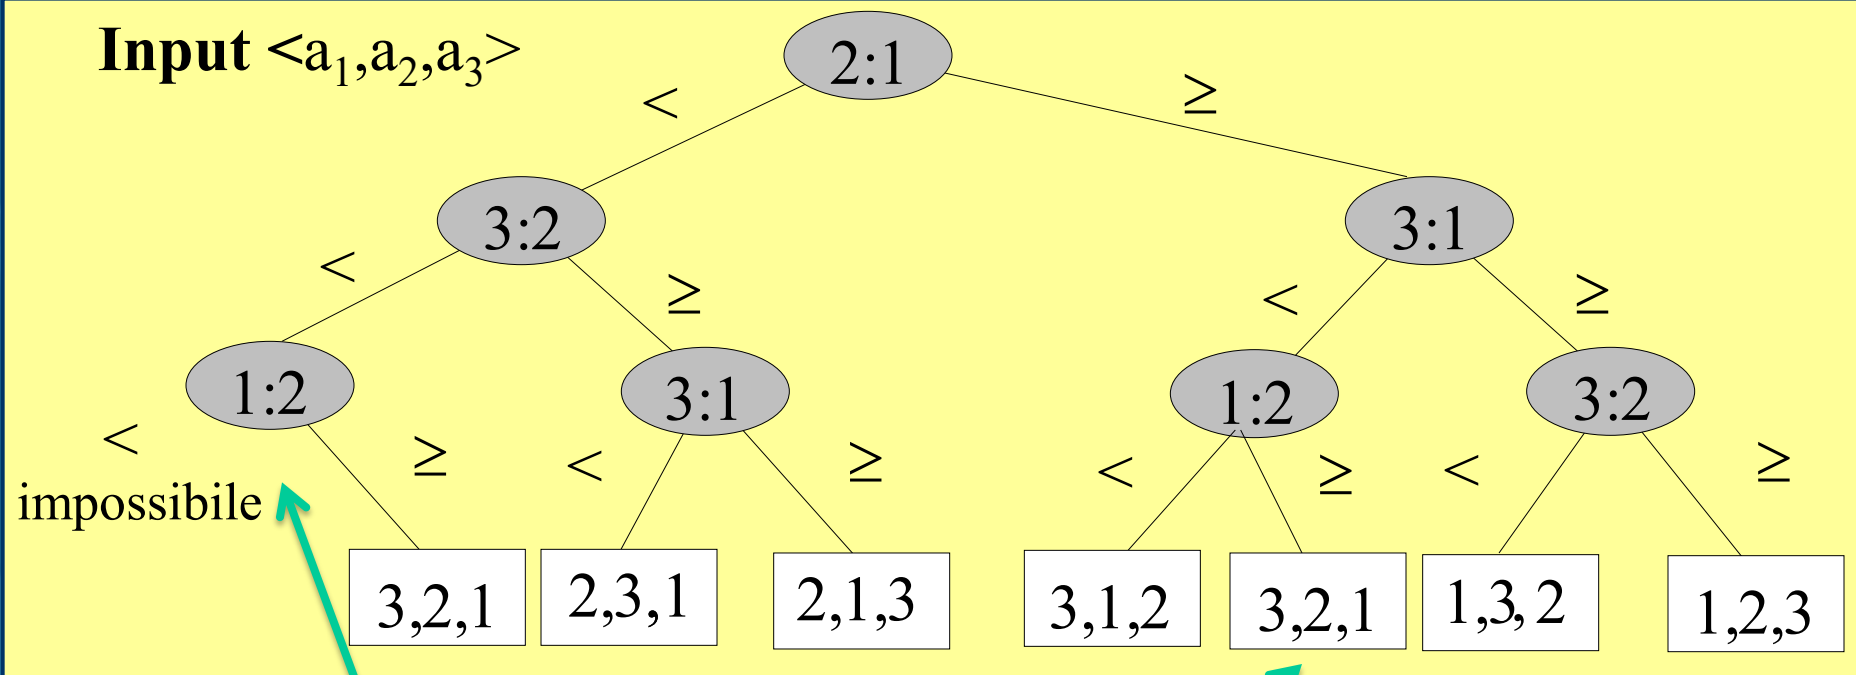 Input <a1,a2,a3>
2:1
< ≥
3:2 3:1
< ≥ < ≥
1:2 3:1 1:2 3:2
< ≥ < ≥ < ≥ < ≥
impossibile
3,2,1 2,3,1 2,1,3 3,1,2 3,2,1 1,3,2 1,2,3